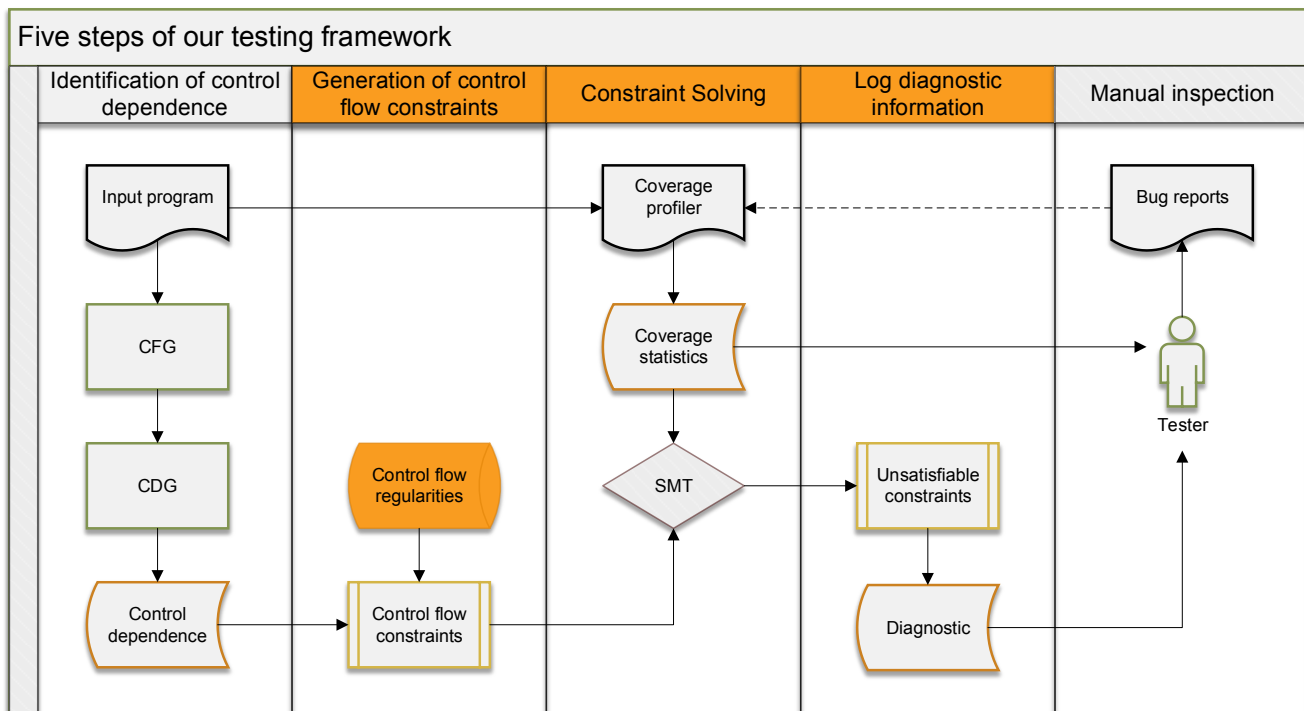 Five steps of our testing framework
Identification of control
dependence
Generation of control
flow constraints
Constraint Solving
Log diagnostic
information
Manual inspection
Input program
Coverage
profiler
Bug reports
CFG
Coverage
statistics
Tester
CDG
Control flow
regularities
SMT
Unsatisfiable
constraints
Control
dependence
Control flow
constraints
Diagnostic